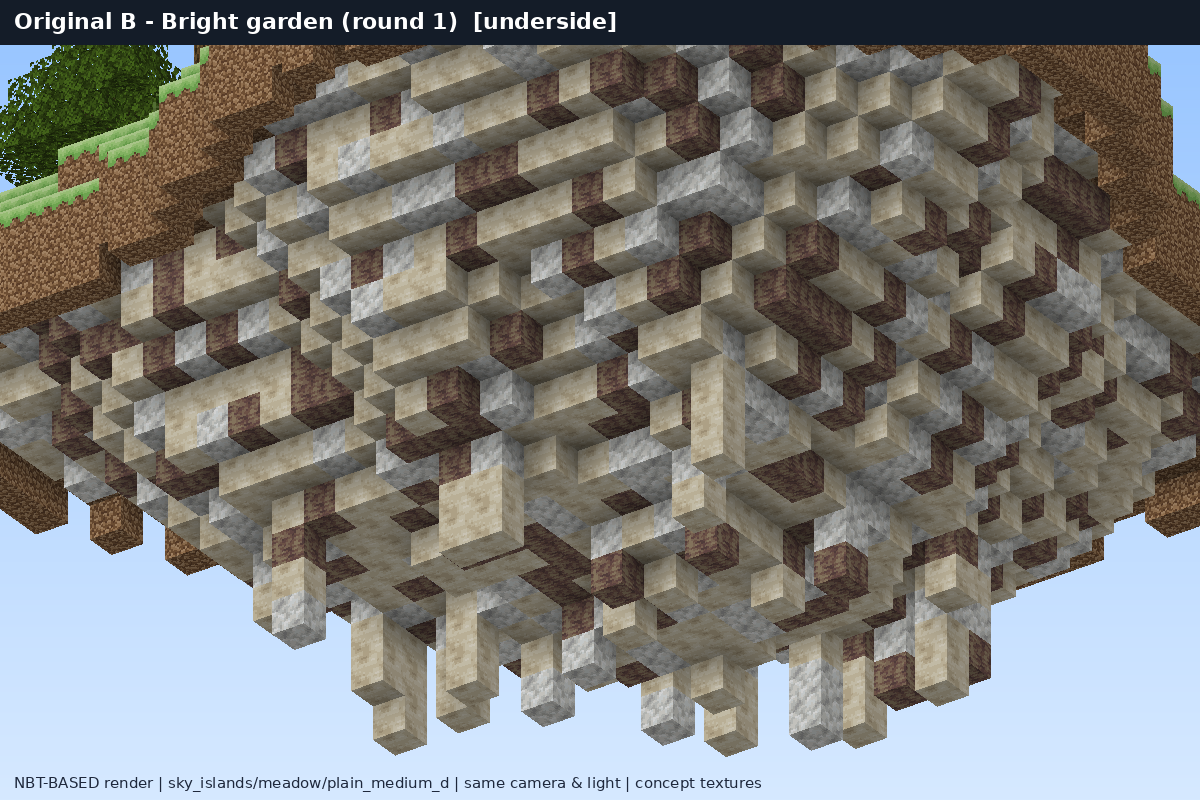 Original B - Bright garden (round 1)  [underside]
NBT-BASED render | sky_islands/meadow/plain_medium_d | same camera & light | concept textures